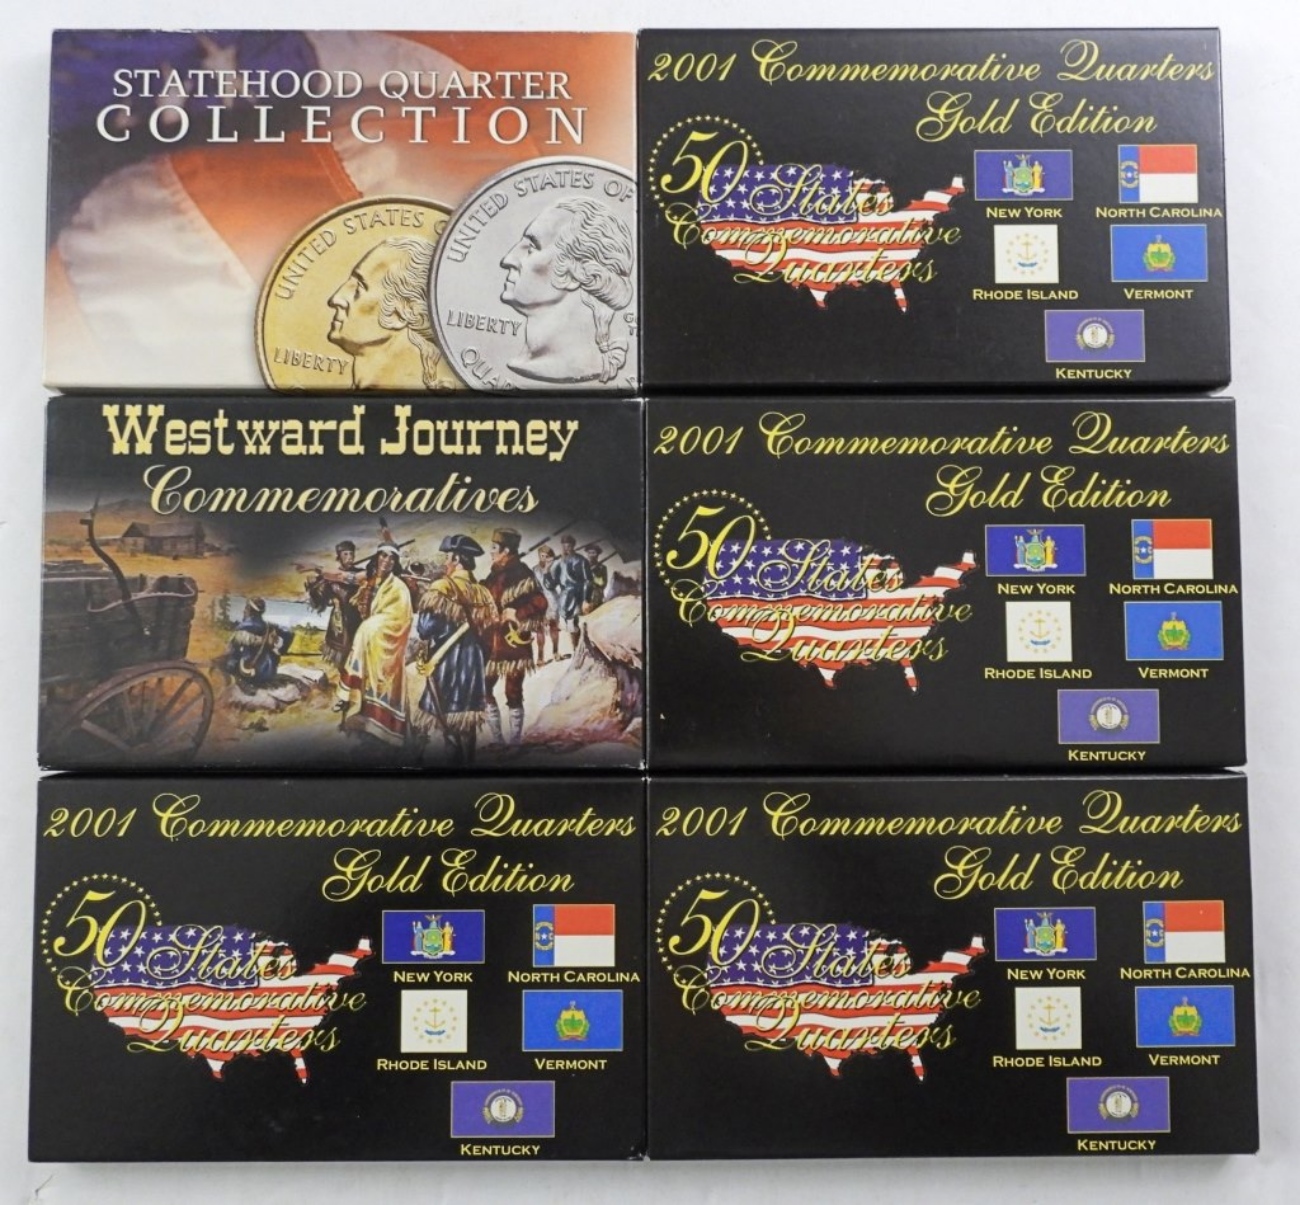 STATEHOOD QUARTER
COLLECTION
UNITED STATES O
LIBERTY
UNITED STATES OF
LIBERTY
QUA
2001 Commemorative Quarters
Gold Edition
50 States
Commemorative
Quarters
NEW YORK
NORTH CAROLINA
RHODE ISLAND
VERMONT
KENTUCKY
Westward Journey
Commemoratives
2001 Commemorative Quarters
Gold Edition
50 States
Commemorative
Quarters
NEW YORK
NORTH CAROLINA
RHODE ISLAND
VERMONT
KENTUCKY
2001 Commemorative Quarters
Gold Edition
50 States
Commemorative
Quarters
NEW YORK
NORTH CAROLINA
RHODE ISLAND
VERMONT
KENTUCKY
2001 Commemorative Quarters
Gold Edition
50 States
Commemorative
Quarters
NEW YORK
NORTH CAROLINA
RHODE ISLAND
VERMONT
KENTUCKY